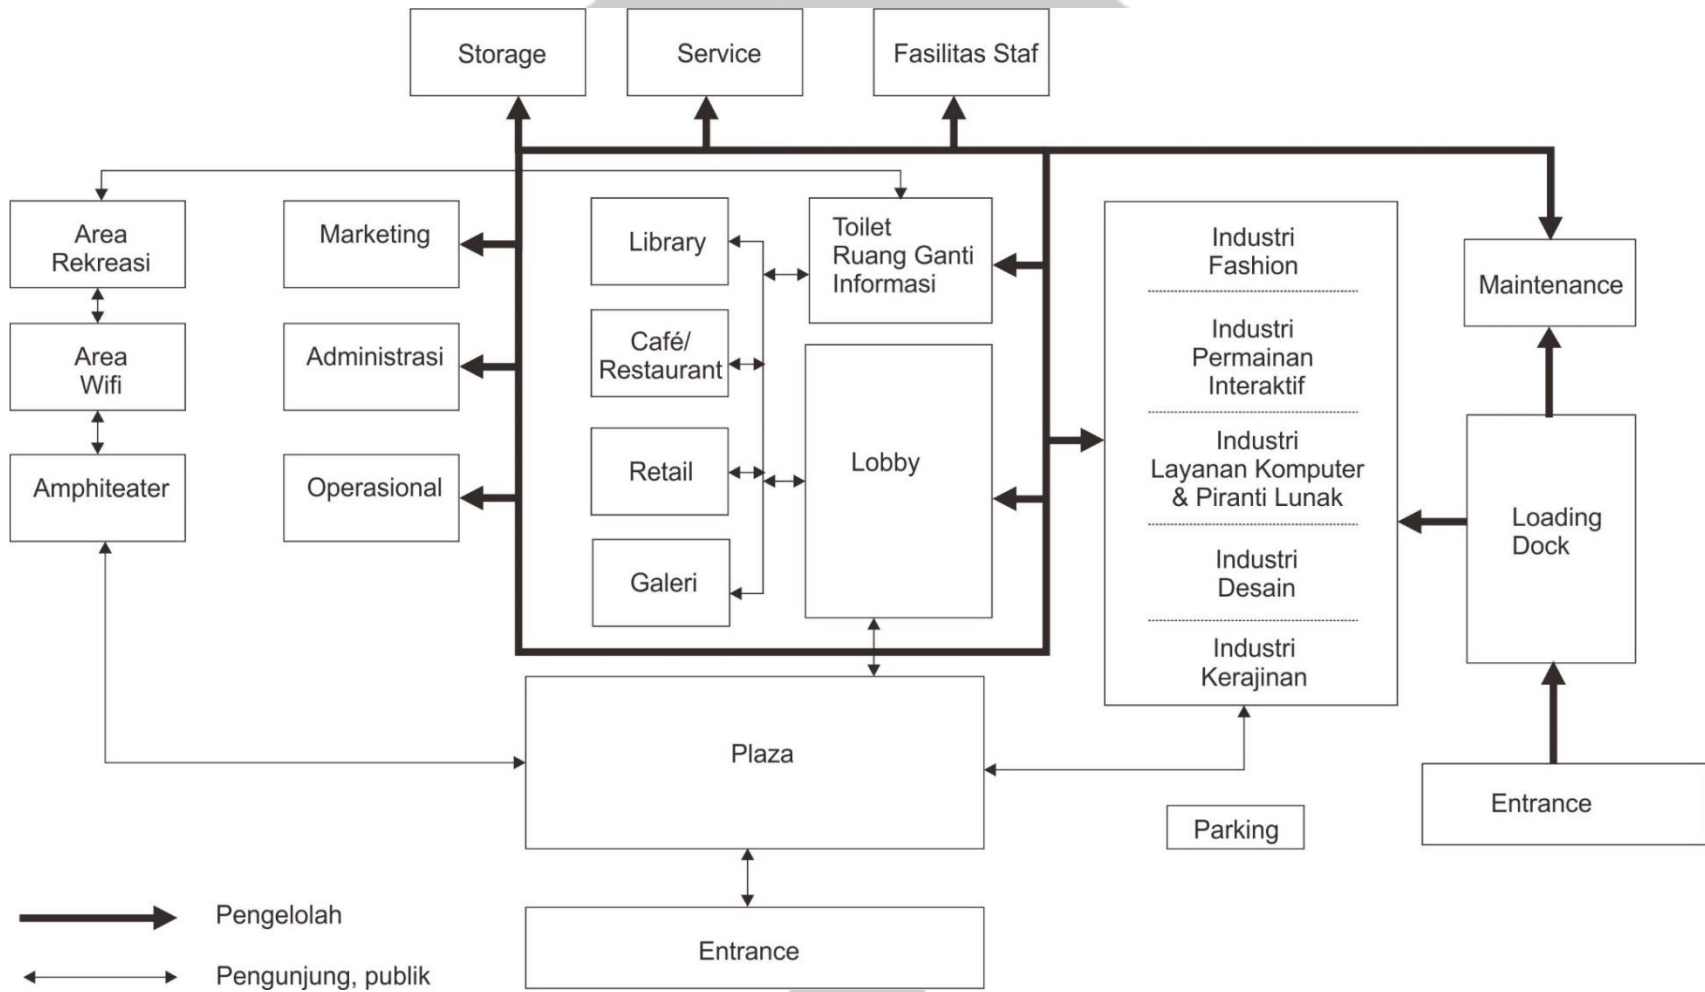 Storage
Service
Fasilitas Staf
Area
Rekreasi
Marketing
Library
Toilet
Ruang Ganti
Informasi
Industri
Fashion
Maintenance
Area
Wifi
Administrasi
Café/
Restaurant
Industri
Permainan
Interaktif
Amphiteater
Operasional
Retail
Lobby
Industri
Layanan Komputer
& Piranti Lunak
Loading
Dock
Galeri
Industri
Desain
Industri
Kerajinan
Plaza
Parking
Entrance
Pengelolah
Entrance
Pengunjung, publik